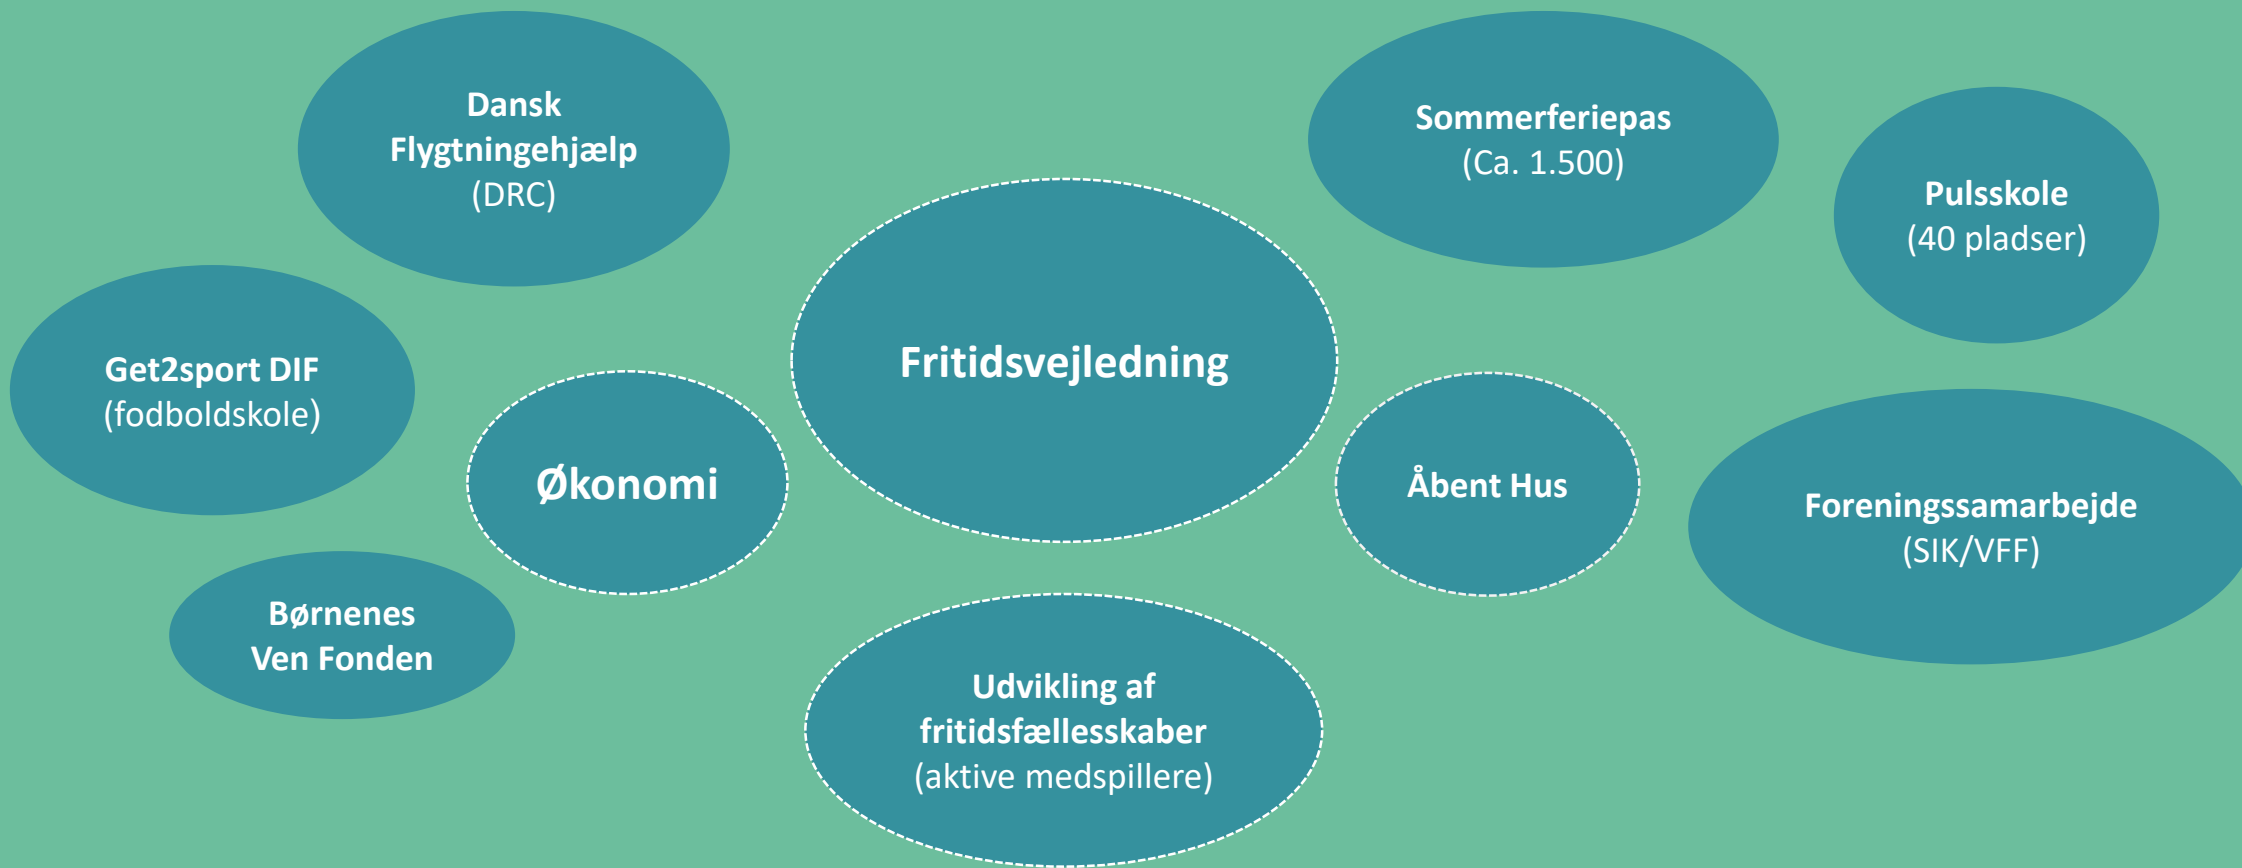 Dansk
Flygtningehjælp
(DRC)
Sommerferiepas
(Ca. 1.500)
Pulsskole
(40 pladser)
Fritidsvejledning
Get2sport DIF
(fodboldskole)
Økonomi
Åbent Hus
Foreningssamarbejde
(SIK/VFF)
Børnenes
Ven Fonden
Udvikling af
fritidsfællesskaber
(aktive medspillere)